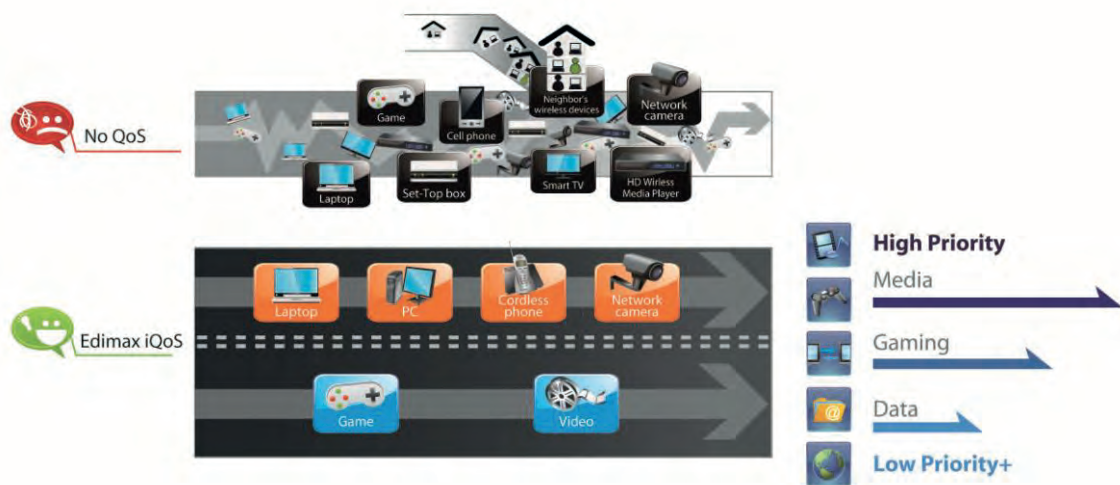 No QoS
Game
Cell phone
Neighbor's
wireless devices
Network
camera
Laptop
Set-Top box
Smart TV
HD Wirless
Media Player
Edimax iQoS
Laptop
PC
Cordless
phone
Network
camera
Game
Video
High Priority
Media
Gaming
Data
@
Low Priority+